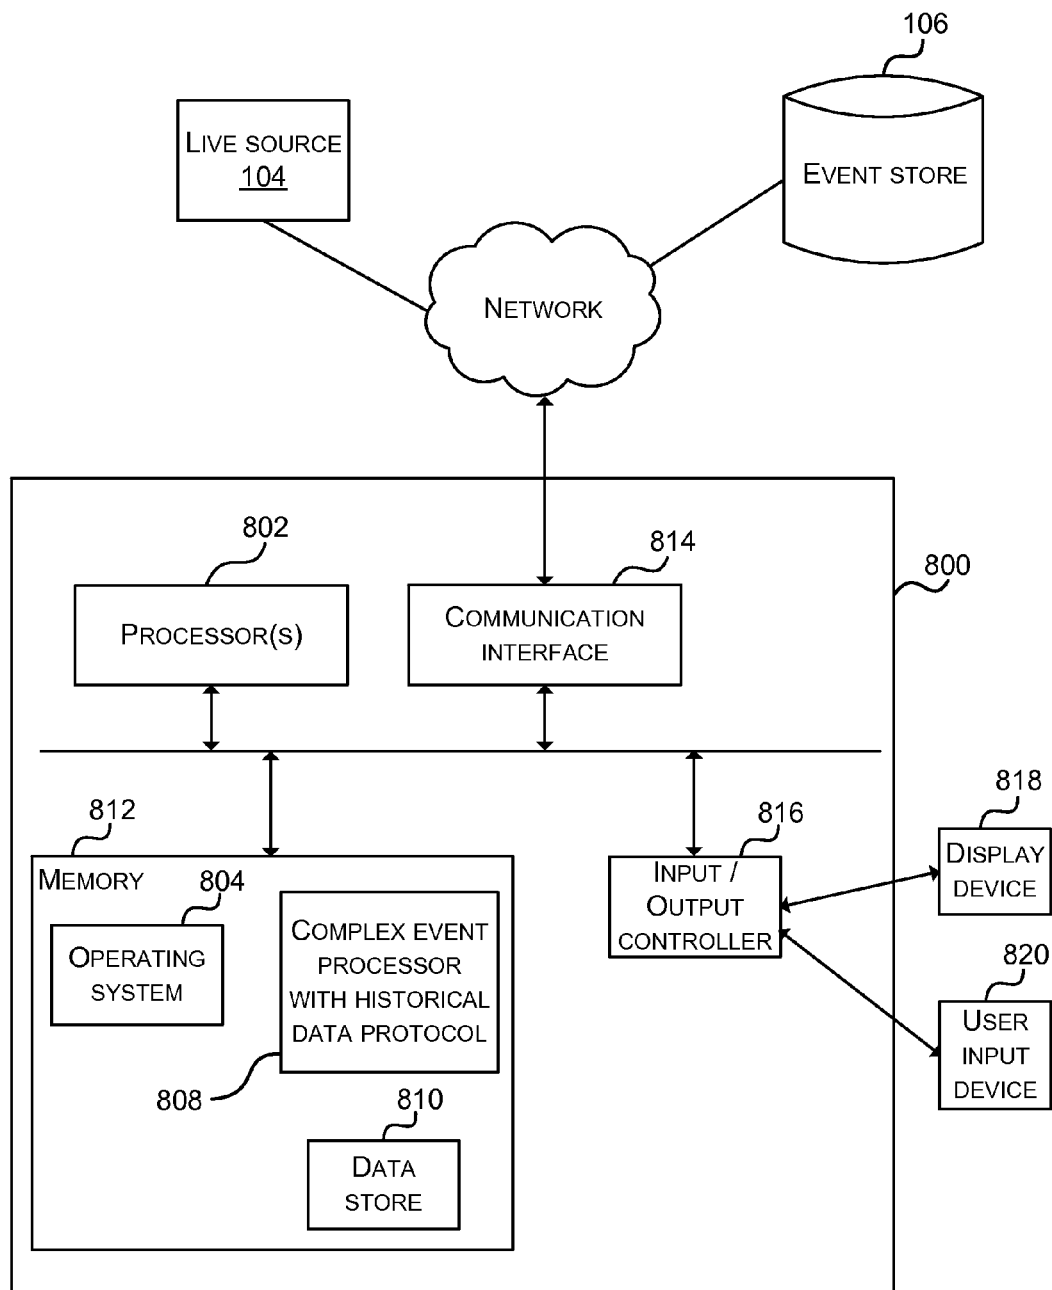 106
LIVE SOURCE
104
EVENT STORE
NETWORK
802
814
800
PROCESSOR(S)
COMMUNICATION
INTERFACE
812
816
818
MEMORY
804
OPERATING
SYSTEM
COMPLEX EVENT
PROCESSOR
WITH HISTORICAL
DATA PROTOCOL
INPUT /
OUTPUT
CONTROLLER
DISPLAY
DEVICE
808
810
DATA
STORE
820
USER
INPUT
DEVICE